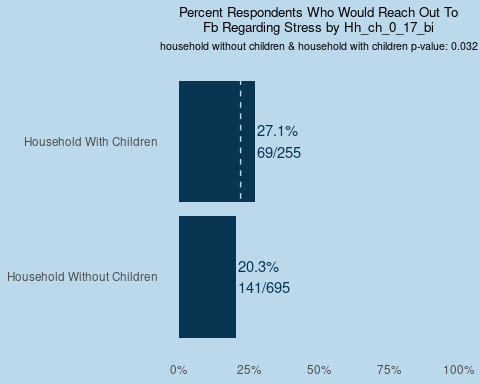 Percent Respondents Who Would Reach Out To
Fb Regarding Stress by Hh_ch_0_17_bi
household without children & household with children p-value: 0.032
Household With Children
27.1%
69/255
Household Without Children
20.3%
141/695
0% 25% 50% 75% 100%